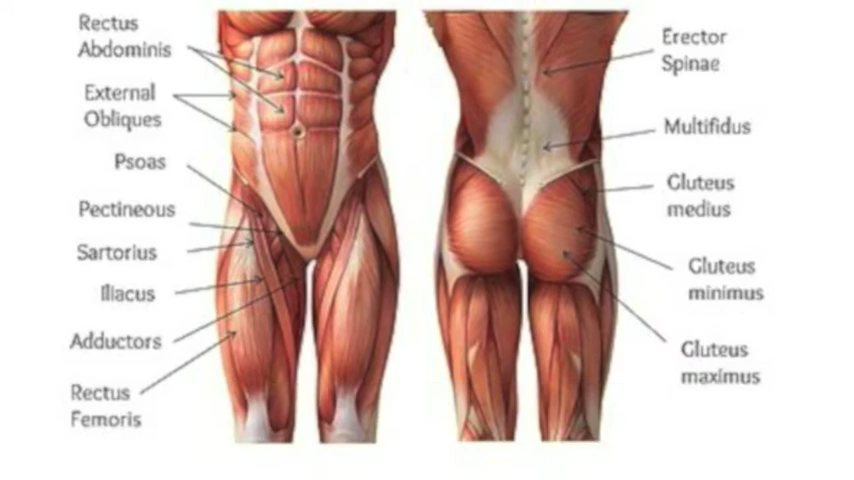 Rectus
Abdominis
External
Obliques
Psoas
Pectineous
Sartorius
Iliacus
Adductors
Rectus
Femoris
Erector
Spinae
Multifidus
Gluteus
medius
Gluteus
minimus
Gluteus
maximus